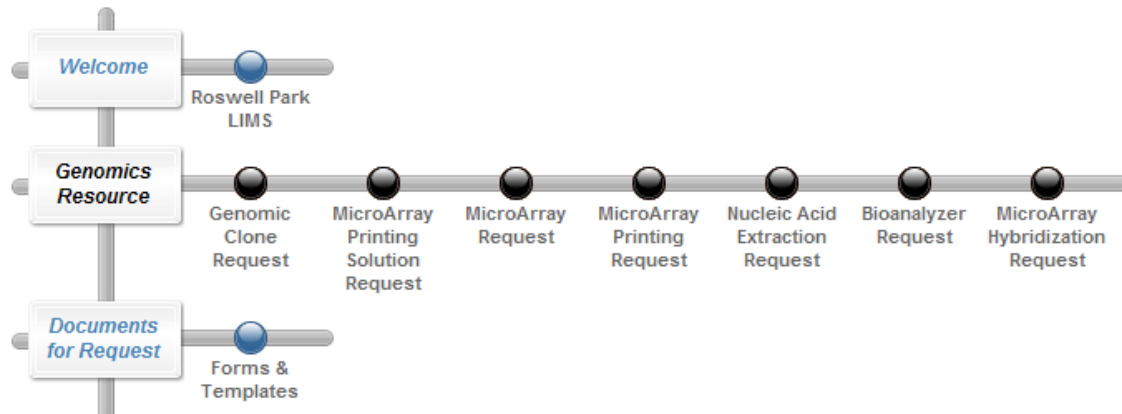 Welcome
Roswell Park
LIMS
Genomics
Resource
Genomic
Clone
Request
MicroArray
Printing
Solution
Request
MicroArray
Request
MicroArray
Printing
Request
Nucleic Acid
Extraction
Request
Bioanalyzer
Request
MicroArray
Hybridization
Request
Documents
for Request
Forms &
Templates